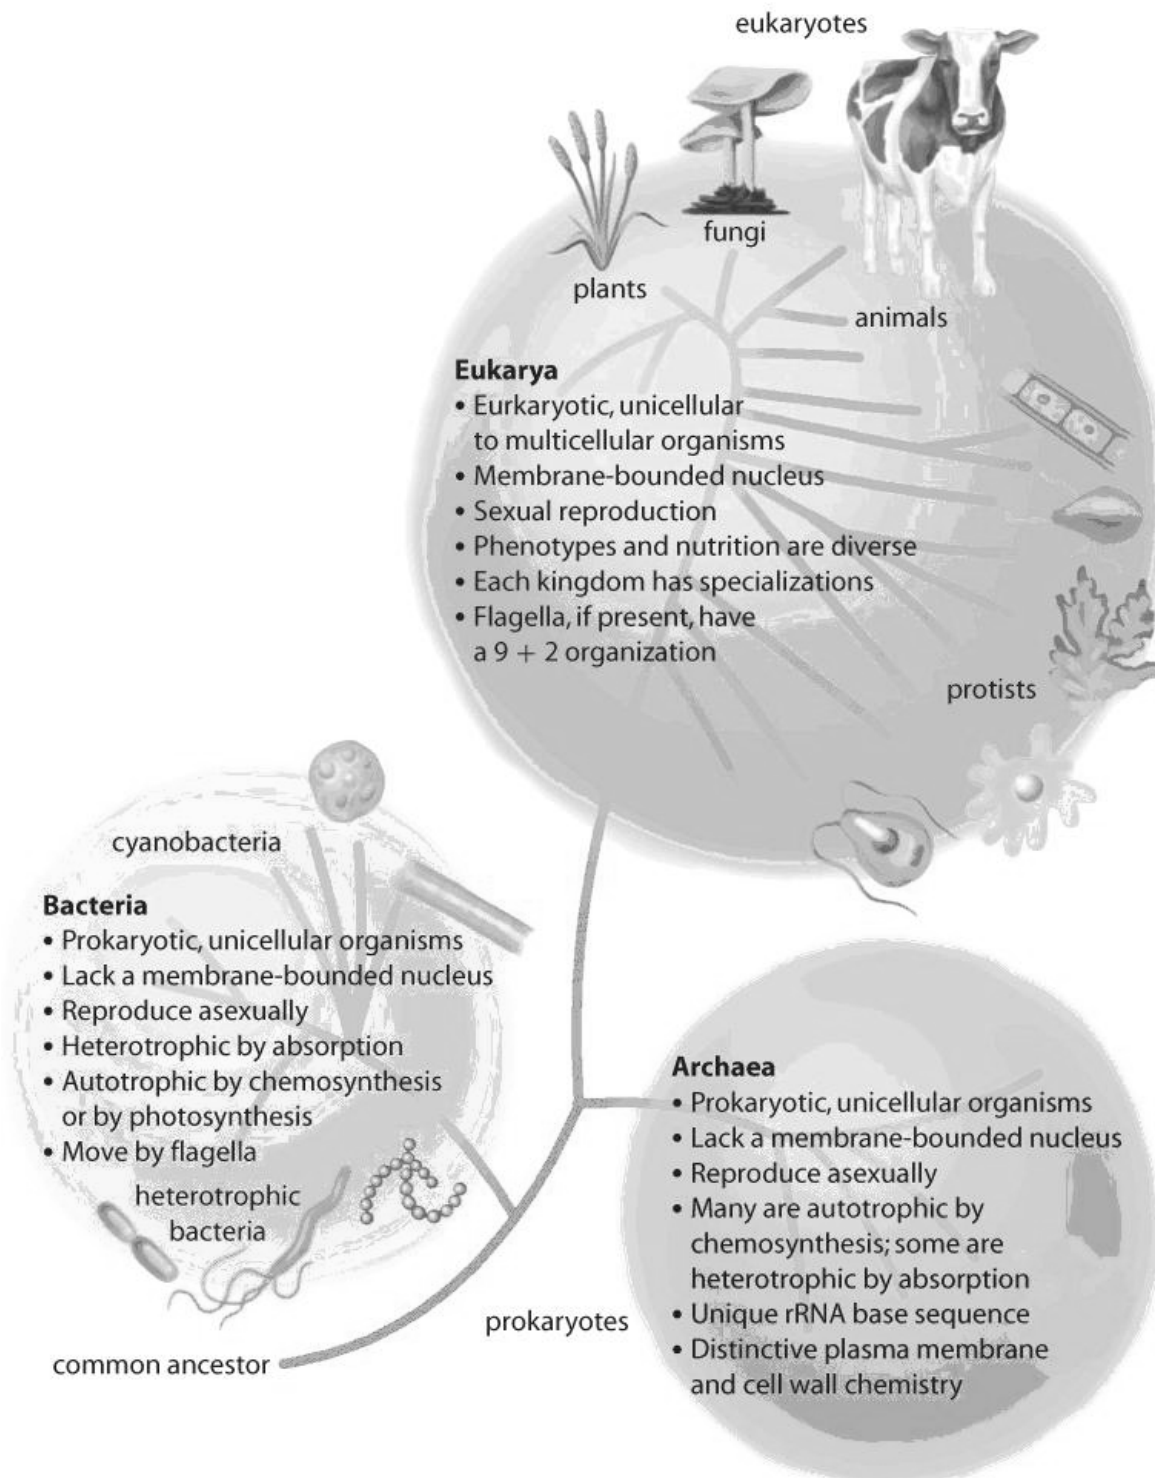 eukaryotes
fungi
plants
animals
Eukarya
• Eurkaryotic, unicellular
to multicellular organisms
• Membrane-bounded nucleus
• Sexual reproduction
• Phenotypes and nutrition are diverse
• Each kingdom has specializations
• Flagella, if present, have
a 9 + 2 organization
protists
cyanobacteria
Bacteria
• Prokaryotic, unicellular organisms
• Lack a membrane-bounded nucleus
• Reproduce asexually
• Heterotrophic by absorption
• Autotrophic by chemosynthesis
or by photosynthesis
• Move by flagella
heterotrophic
bacteria
Archaea
• Prokaryotic, unicellular organisms
• Lack a membrane-bounded nucleus
• Reproduce asexually
• Many are autotrophic by
chemosynthesis; some are
heterotrophic by absorption
• Unique rRNA base sequence
• Distinctive plasma membrane
and cell wall chemistry
prokaryotes
common ancestor